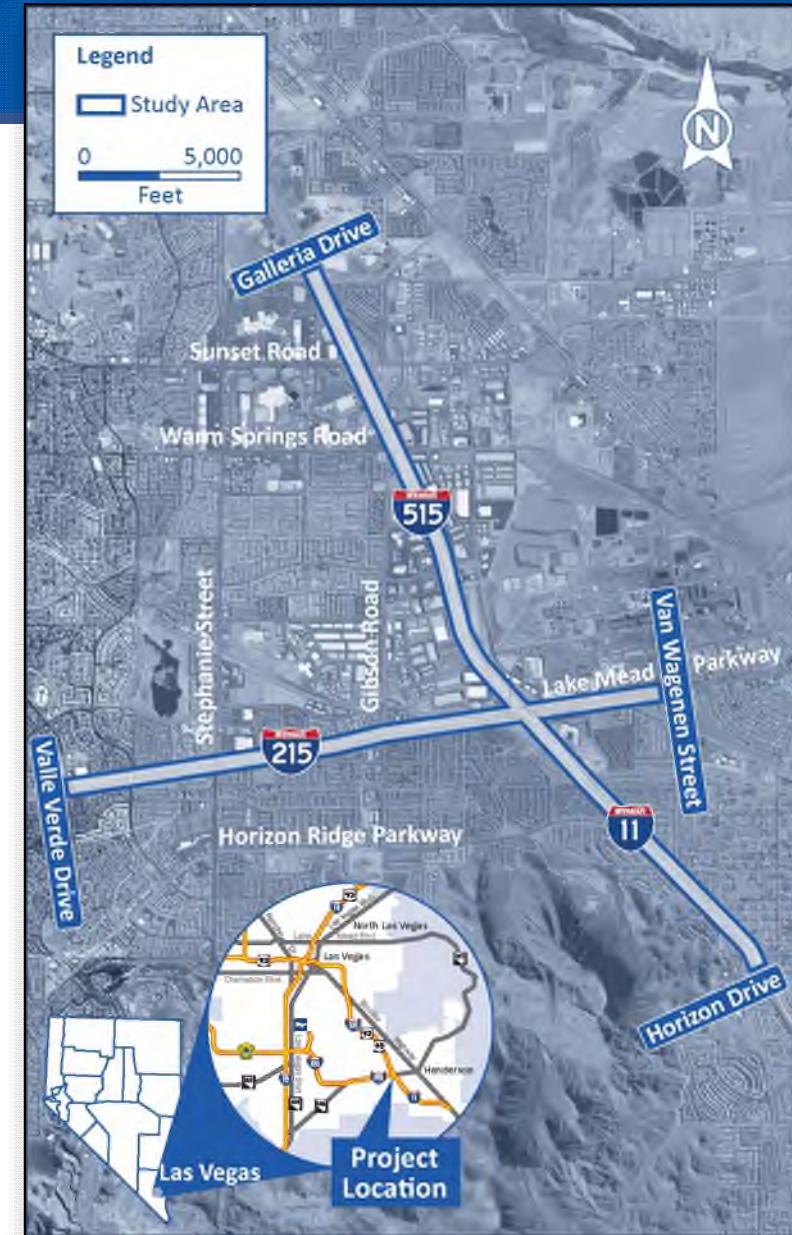 Legend
Study Area
0 5,000
Feet
N
Galleria Drive
Sunset Road
Warm Springs Road
515
Stephanie Street
Gibson Road
Van Wagenen Street
Lake Mead Parkway
215
Valle Verde Drive
11
Horizon Ridge Parkway
Horizon Drive
North Las Vegas
Las Vegas
Henderson
Las Vegas
Project
Location